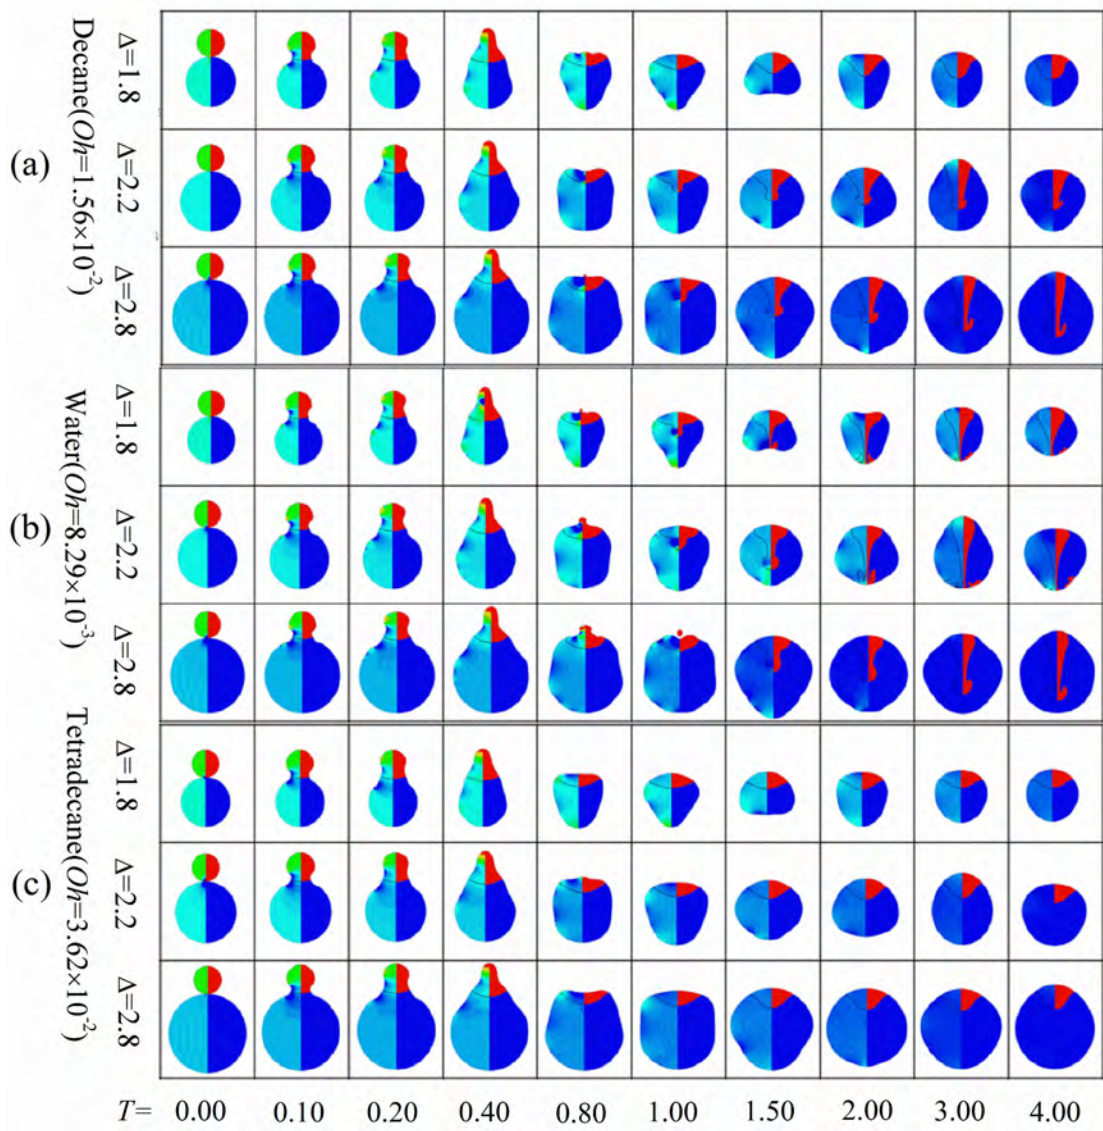 (a)
Decane(Oh=1.56×10⁻²)
Δ=1.8
Δ=2.2
Δ=2.8
(b)
Water(Oh=8.29×10⁻³)
Δ=1.8
Δ=2.2
Δ=2.8
(c)
Tetradecane(Oh=3.62×10⁻²)
Δ=1.8
Δ=2.2
Δ=2.8
T= 0.00 0.10 0.20 0.40 0.80 1.00 1.50 2.00 3.00 4.00